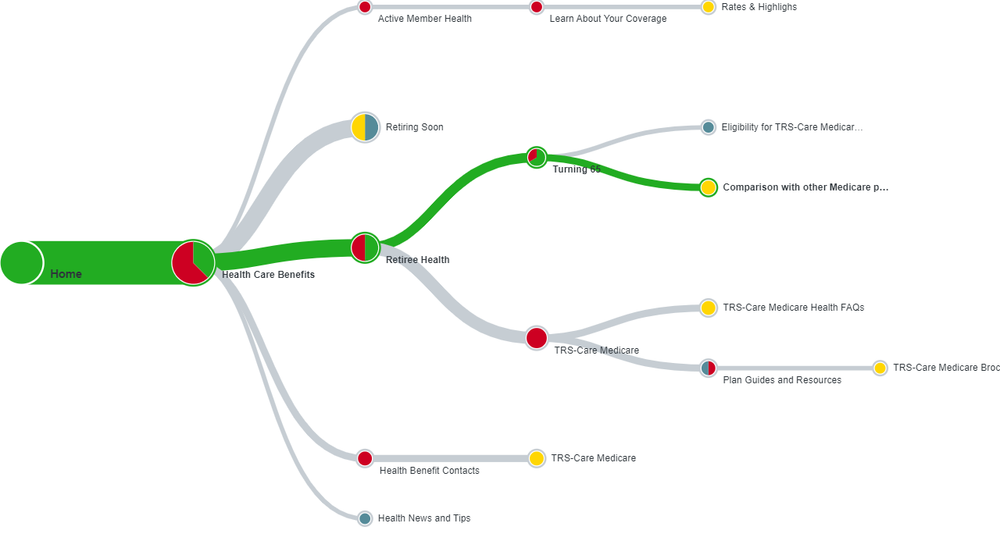 Active Member Health
Learn About Your Coverage
Rates & Highlighs
Retiring Soon
Eligibility for TRS-Care Medicar...
Turning 65
Comparison with other Medicare p...
Home
Health Care Benefits
Retiree Health
TRS-Care Medicare Health FAQs
TRS-Care Medicare
Plan Guides and Resources
TRS-Care Medicare Broc
Health Benefit Contacts
TRS-Care Medicare
Health News and Tips